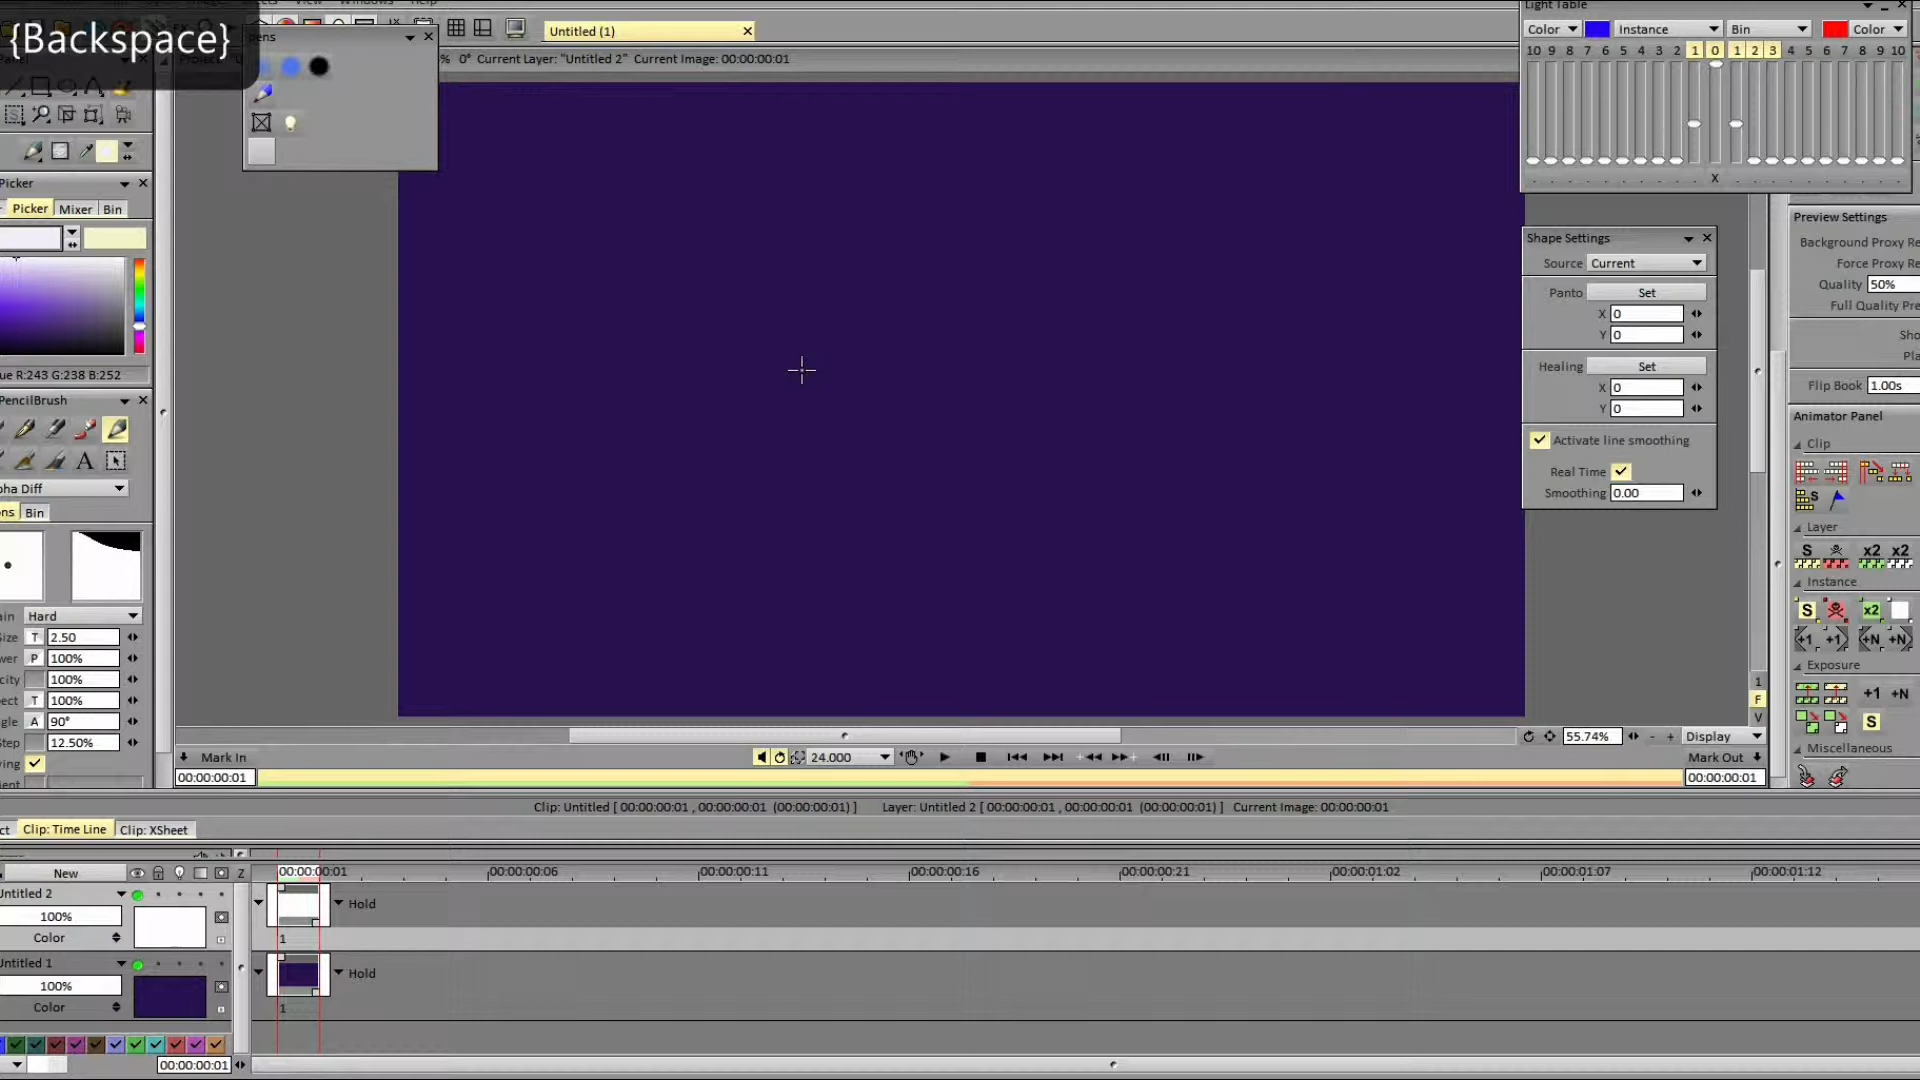 {Backspace}
Untitled (1)
% 0° Current Layer: "Untitled 2" Current Image: 00:00:00:01
Light Table
Color Instance Bin Color
10 9 8 7 6 5 4 3 2 1 0 1 2 3 4 5 6 7 8 9 10
X
Picker
Picker Mixer Bin
ue R:243 G:238 B:252
PencilBrush
A
pha Diff
ons Bin
ain Hard
Size T 2.50
wer P 100%
city 100%
pect T 100%
gle A 90°
Step 12.50%
ying
Shape Settings
Source Current
Panto Set
X 0
Y 0
Healing Set
X 0
Y 0
Activate line smoothing
Real Time
Smoothing 0.00
Preview Settings
Background Proxy Re
Force Proxy Re
Quality 50%
Full Quality Pre
Sho
Pla
Flip Book 1.00s
Animator Panel
Clip
S
Layer
S x2 x2
Instance
S x2
+1 +1 +N +N
Exposure
+1 +N
S
Miscellaneous
1
F
V
55.74% - + Display
Mark In 24.000 Mark Out
00:00:00:01 00:00:00:01
Clip: Untitled [ 00:00:00:01 , 00:00:00:01 (00:00:00:01) ] Layer: Untitled 2 [ 00:00:00:01 , 00:00:00:01 (00:00:00:01) ] Current Image: 00:00:00:01
ct Clip: Time Line Clip: XSheet
New Z 00:00:00:01 00:00:00:06 00:00:00:11 00:00:00:16 00:00:00:21 00:00:01:02 00:00:01:07 00:00:01:12
Untitled 2
100% Hold
Color 1
Untitled 1
100% Hold
Color 1
00:00:00:01